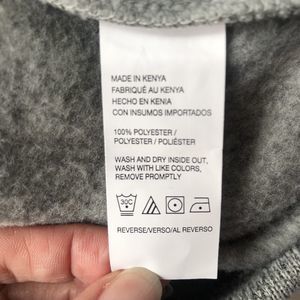 MADE IN KENYA
FABRIQUÉ AU KENYA
HECHO EN KENIA
CON INSUMOS IMPORTADOS
100% POLYESTER /
POLYESTER / POLIÉSTER
WASH AND DRY INSIDE OUT,
WASH WITH LIKE COLORS,
REMOVE PROMPTLY
30C
REVERSE/VERSO/AL REVERSO